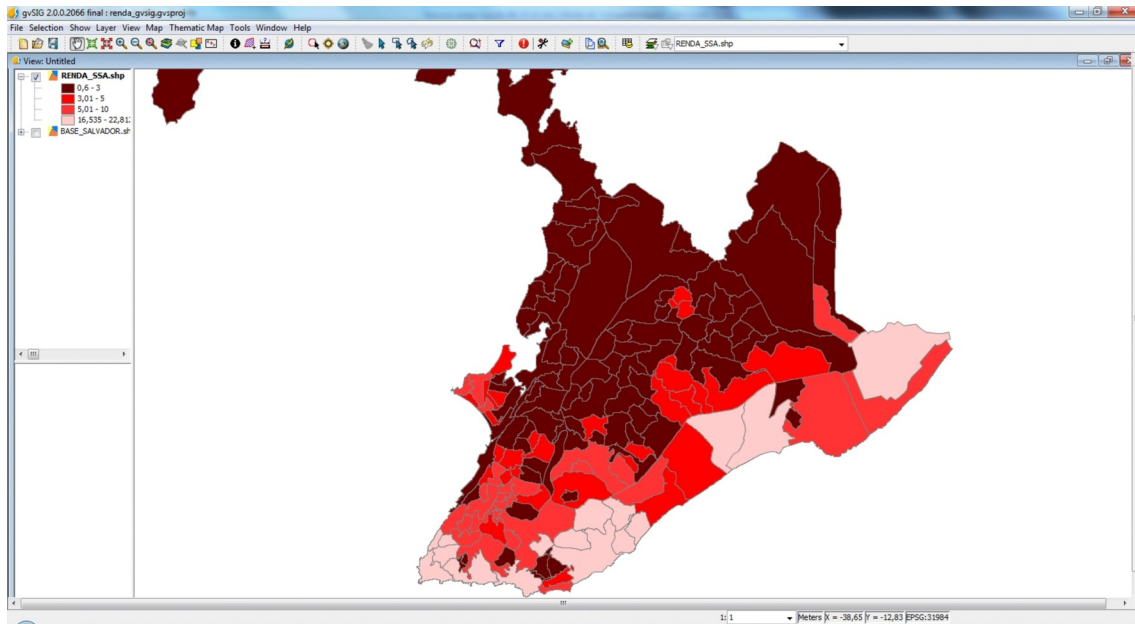 gvSIG 2.0.0.2066 final : renda_gvsig.gvsproj
File Selection Show Layer View Map Thematic Map Tools Window Help
RENDA_SSA.shp
View: Untitled
RENDA_SSA.shp
0,6 - 3
3,01 - 5
5,01 - 10
16,535 - 22,81
BASE_SALVADOR.sh
1: 1 Meters X = -38,65 Y = -12,83 EPSG:31984